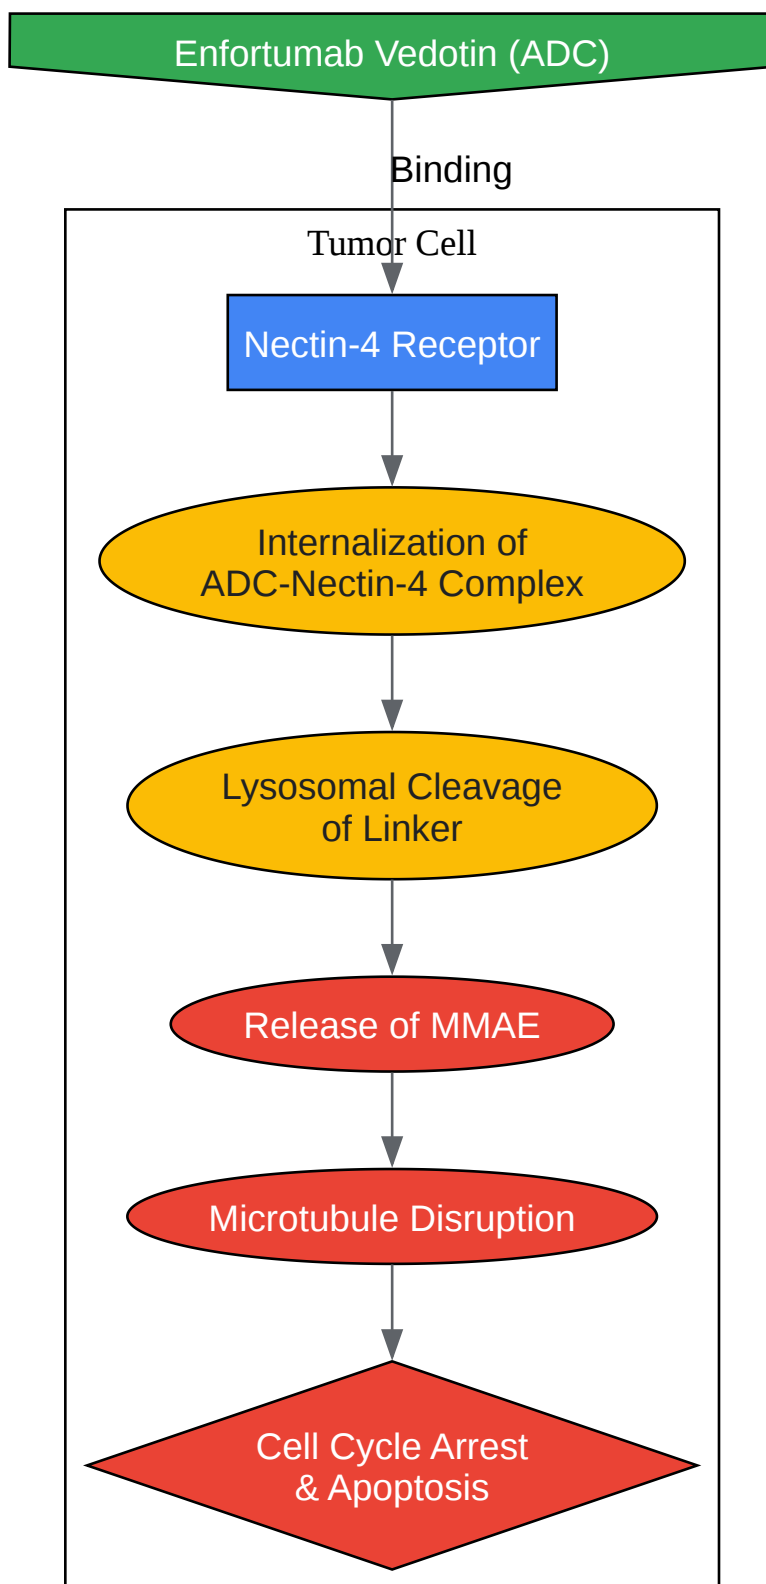 Enfortumab Vedotin (ADC)
Binding
Tumor Cell
Nectin-4 Receptor
Internalization of
ADC-Nectin-4 Complex
Lysosomal Cleavage
of Linker
Release of MMAE
Microtubule Disruption
Cell Cycle Arrest
& Apoptosis